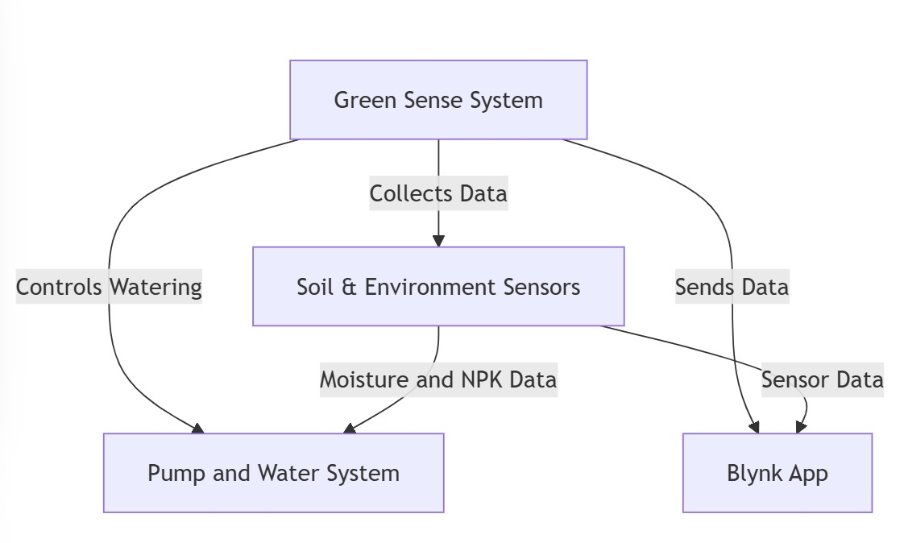 Green Sense System
Collects Data
Controls Watering
Soil & Environment Sensors
Sends Data
Moisture and NPK Data
Sensor Data
Pump and Water System
Blynk App